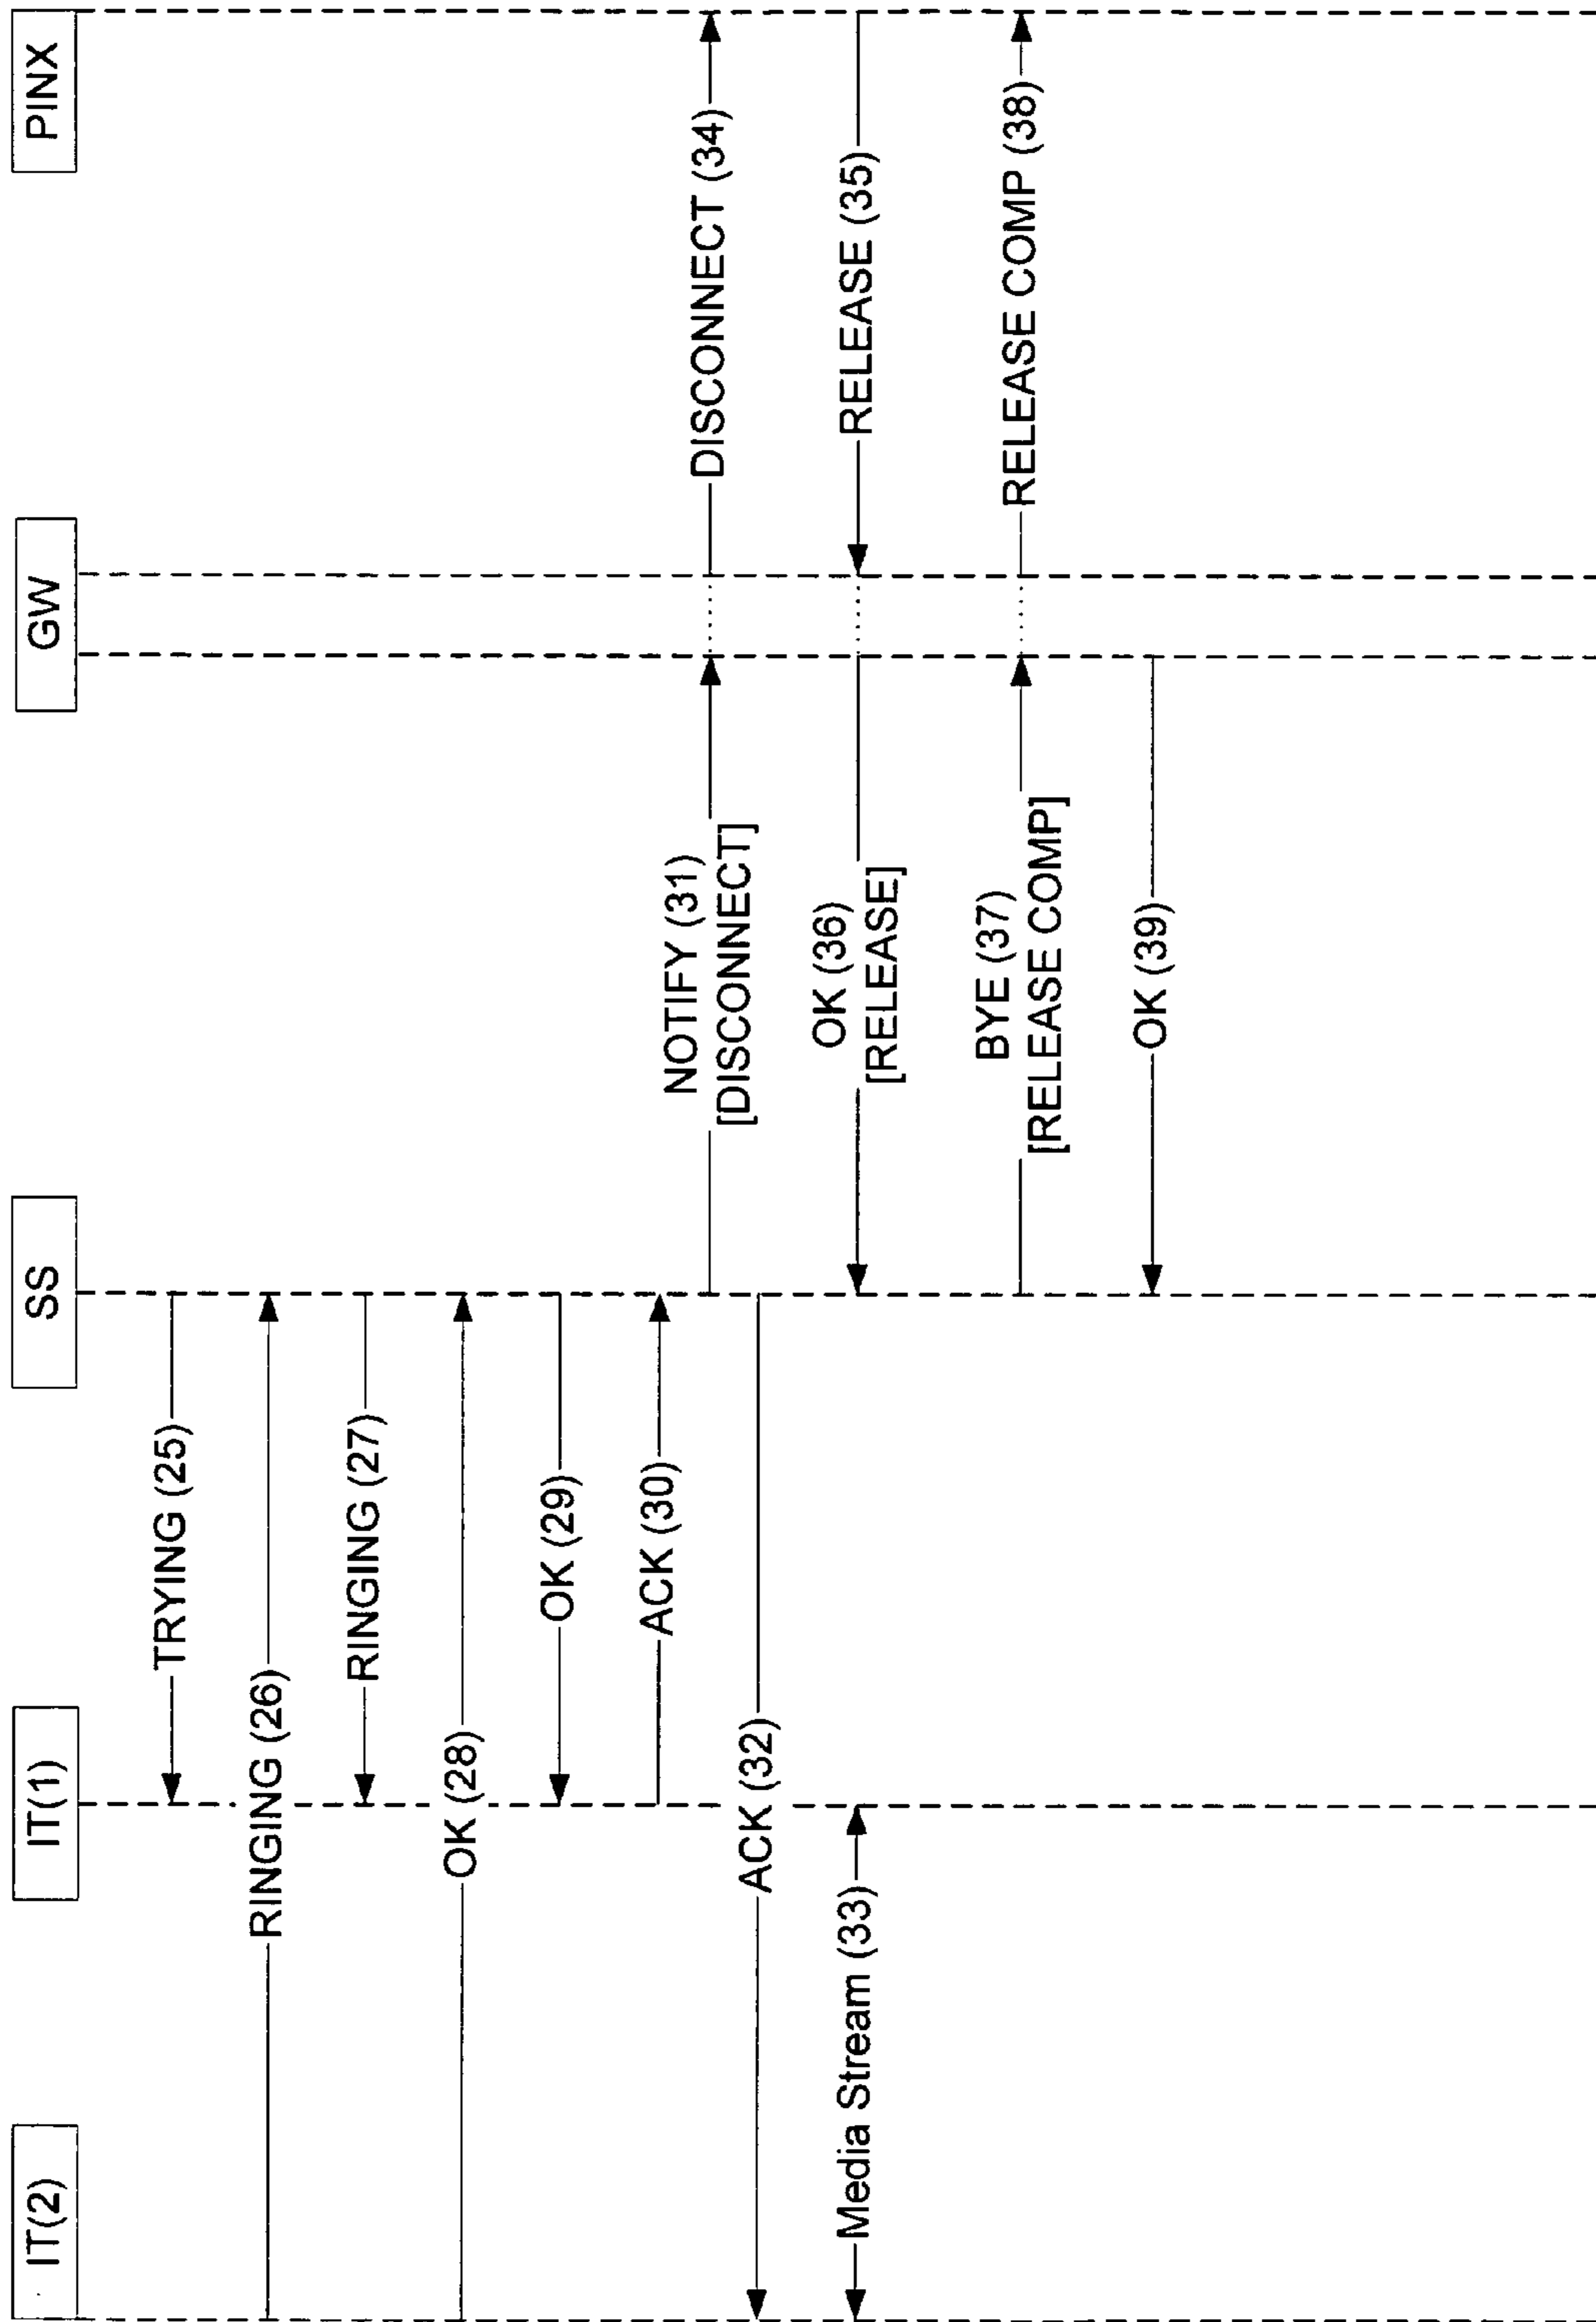 IT(2)
IT(1)
SS
GW
PINX
TRYING (25)
RINGING (26)
RINGING (27)
OK (28)
OK (29)
ACK (30)
NOTIFY (31)
[DISCONNECT]
DISCONNECT (34)
ACK (32)
Media Stream (33)
OK (36)
[RELEASE]
RELEASE (35)
BYE (37)
[RELEASE COMP]
RELEASE COMP (38)
OK (39)